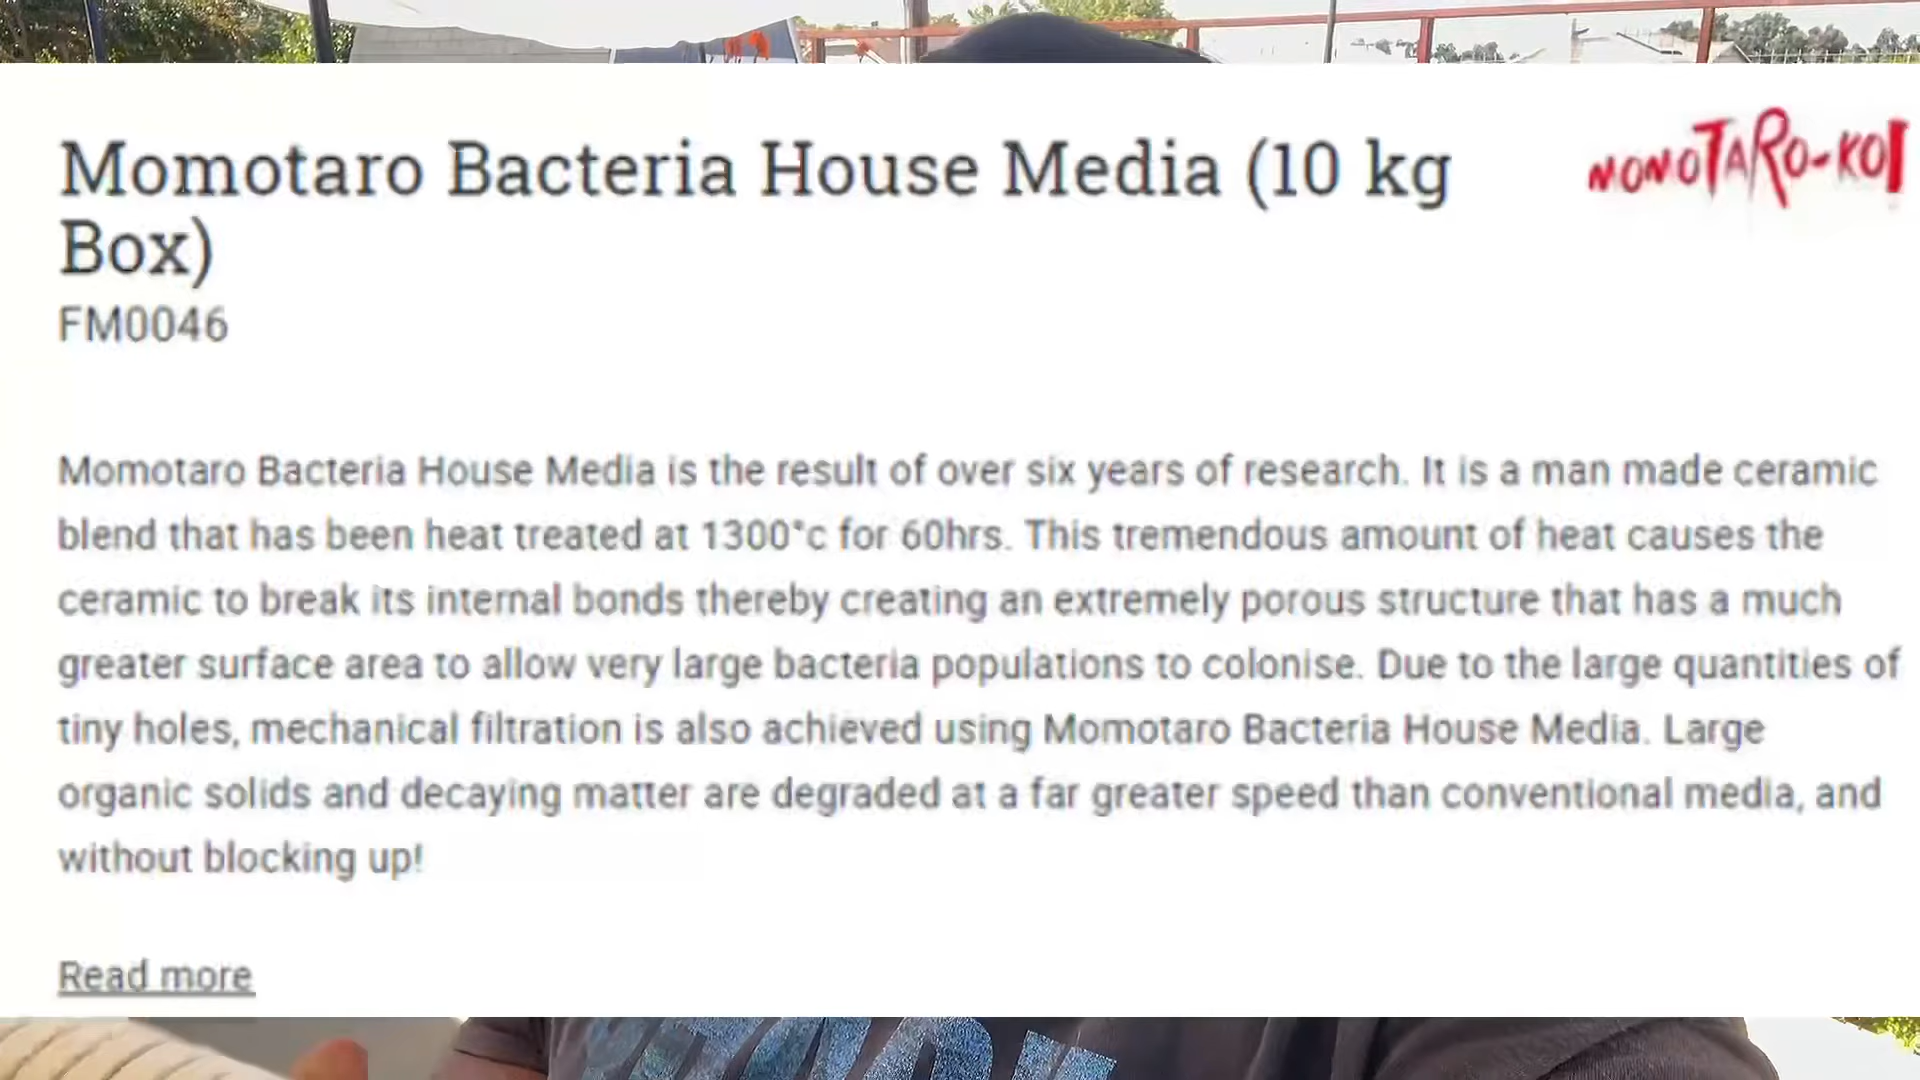 Momotaro Bacteria House Media (10 kg
Box)
MOMOTARO-KOI
FM0046
Momotaro Bacteria House Media is the result of over six years of research. It is a man made ceramic
blend that has been heat treated at 1300°c for 60hrs. This tremendous amount of heat causes the
ceramic to break its internal bonds thereby creating an extremely porous structure that has a much
greater surface area to allow very large bacteria populations to colonise. Due to the large quantities of
tiny holes, mechanical filtration is also achieved using Momotaro Bacteria House Media. Large
organic solids and decaying matter are degraded at a far greater speed than conventional media, and
without blocking up!
Read more